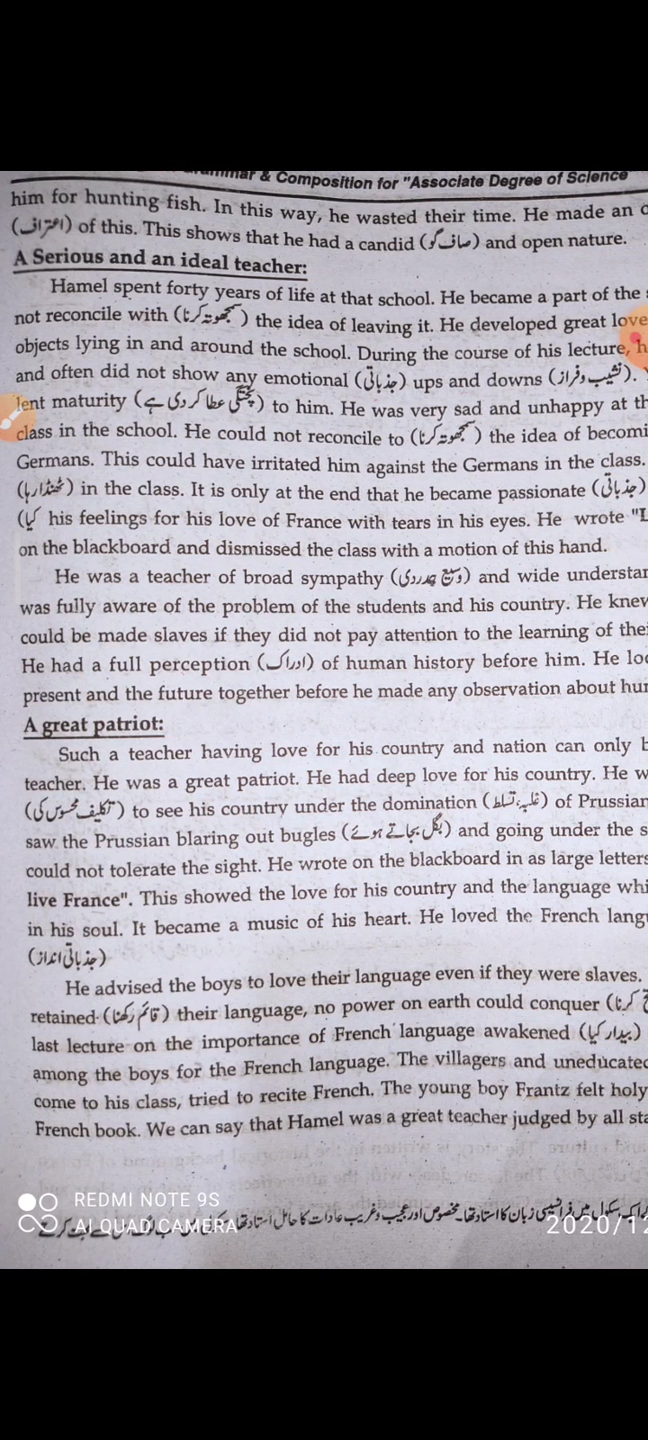 & Composition for "Associate Degree of Science
him for hunting fish. In this way, he wasted their time. He made an
(اعتراف) of this. This shows that he had a candid (صاف گو) and open nature.
A Serious and an ideal teacher:
Hamel spent forty years of life at that school. He became a part of the
not reconcile with (سمجھوتہ کرنا) the idea of leaving it. He developed great love
objects lying in and around the school. During the course of his lecture, h
and often did not show any emotional (جذباتی) ups and downs (نشیب وفراز).
lent maturity (پختگی عطا کر دی ہے) to him. He was very sad and unhappy at th
class in the school. He could not reconcile to (سمجھوتہ کرنا) the idea of becomi
Germans. This could have irritated him against the Germans in the class.
(ٹھنڈا رہا) in the class. It is only at the end that he became passionate (جذباتی)
(کیا his feelings for his love of France with tears in his eyes. He wrote "L
on the blackboard and dismissed the class with a motion of this hand.
He was a teacher of broad sympathy (وسیع ہمدردی) and wide understan
was fully aware of the problem of the students and his country. He knew
could be made slaves if they did not pay attention to the learning of thei
He had a full perception (ادراک) of human history before him. He loo
present and the future together before he made any observation about hum
A great patriot:
Such a teacher having love for his country and nation can only b
teacher. He was a great patriot. He had deep love for his country. He w
(تکلیف محسوس کی) to see his country under the domination (غلبہ، تسلط) of Prussian
saw the Prussian blaring out bugles (بگل بجاتے ہوئے) and going under the s
could not tolerate the sight. He wrote on the blackboard in as large letters
live France". This showed the love for his country and the language whi
in his soul. It became a music of his heart. He loved the French langu
(جذباتی انداز)
He advised the boys to love their language even if they were slaves.
retained (قائم رکھنا) their language, no power on earth could conquer (کرنا
last lecture on the importance of French language awakened (بیدار کیا)
among the boys for the French language. The villagers and uneducated
come to his class, tried to recite French. The young boy Frantz felt holy
French book. We can say that Hamel was a great teacher judged by all sta
ایک سکول میں فرانسیسی زبان کا استاد تھا۔ مخصوص اور عجیب و غریب عادات کا حامل استاد تھا
REDMI NOTE 9S
AI QUAD CAMERA
2020/12